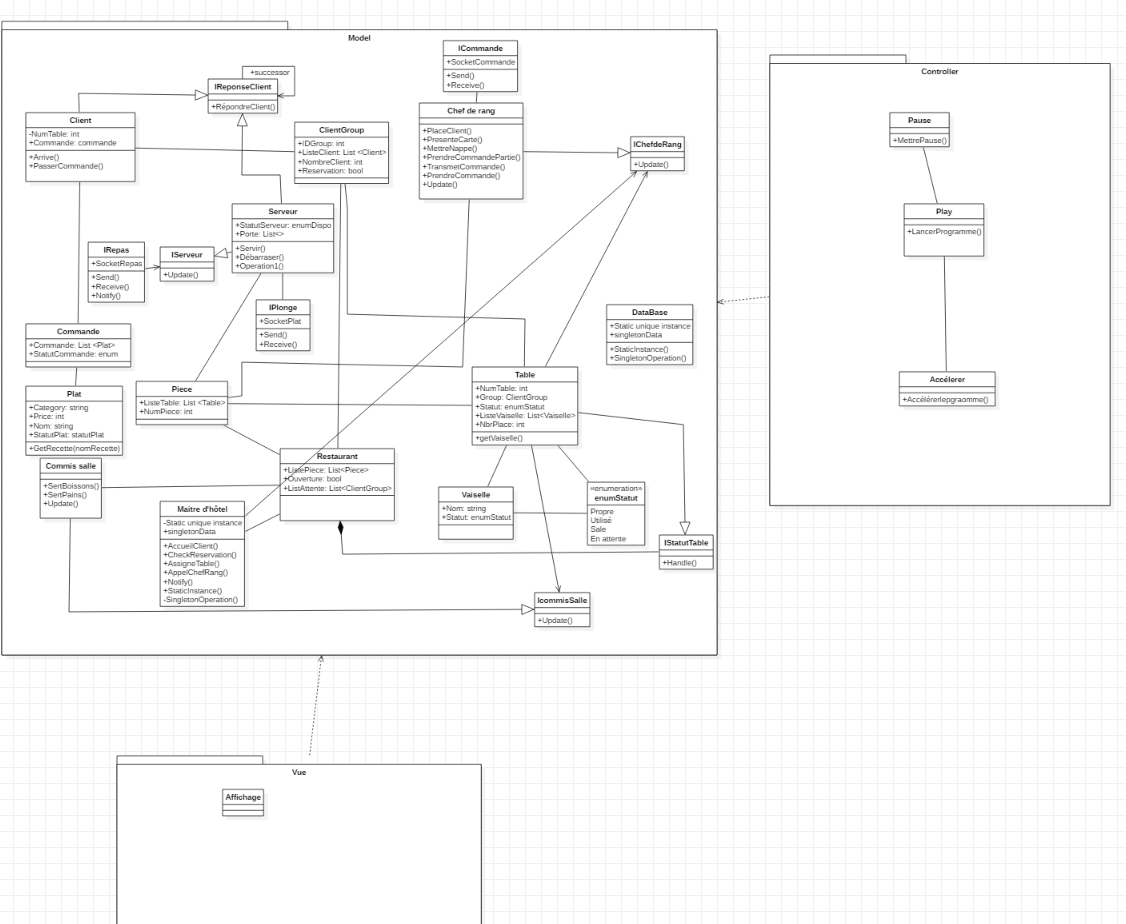 Model
ICommande
+SocketCommande
+Send()
+Receive()
+successor
IReponseClient
+RépondreClient()
Client
-NumTable: int
+Commande: commande
+Arrive()
+PasserCommande()
ClientGroup
+IDGroup: int
+ListeClient: List <Client>
+NombreClient: int
+Reservation: bool
Chef de rang
+PlaceClient()
+PresenteCarte()
+MettreNappe()
+PrendreCommandePartie()
+TransmetCommande()
+PrendreCommande()
+Update()
IChefdeRang
+Update()
Serveur
+StatutServeur: enumDispo
+Porte: List<>
+Servir()
+Débarraser()
+Operation1()
IRepas
+SocketRepas
+Send()
+Receive()
+Notify()
IServeur
+Update()
IPlonge
+SocketPlat
+Send()
+Receive()
DataBase
+Static unique instance
+singletonData
+StaticInstance()
+SingletonOperation()
Commande
+Commande: List <Plat>
+StatutCommande: enum
Plat
+Category: string
+Price: int
+Nom: string
+StatutPlat: statutPlat
+GetRecette(nomRecette)
Piece
+ListeTable: List <Table>
+NumPiece: int
Table
+NumTable: int
+Group: ClientGroup
+Statut: enumStatut
+ListeVaiselle: List<Vaiselle>
+NbrPlace: int
+getVaiselle()
Commis salle
+SertBoissons()
+SertPains()
+Update()
Restaurant
+ListePiece: List<Piece>
+Ouverture: bool
+ListAttente: List<ClientGroup>
Maitre d'hôtel
-Static unique instance
+singletonData
+AccueilClient()
+CheckReservation()
+AssigneTable()
+AppelChefRang()
+Notify()
+StaticInstance()
-SingletonOperation()
Vaiselle
+Nom: string
+Statut: enumStatut
«enumeration»
enumStatut
Propre
Utilisé
Sale
En attente
IStatutTable
+Handle()
IcommisSalle
+Update()
Controller
Pause
+MettrePause()
Play
+LancerProgramme()
Accélerer
+Accélérerlepgraomme()
Vue
Affichage